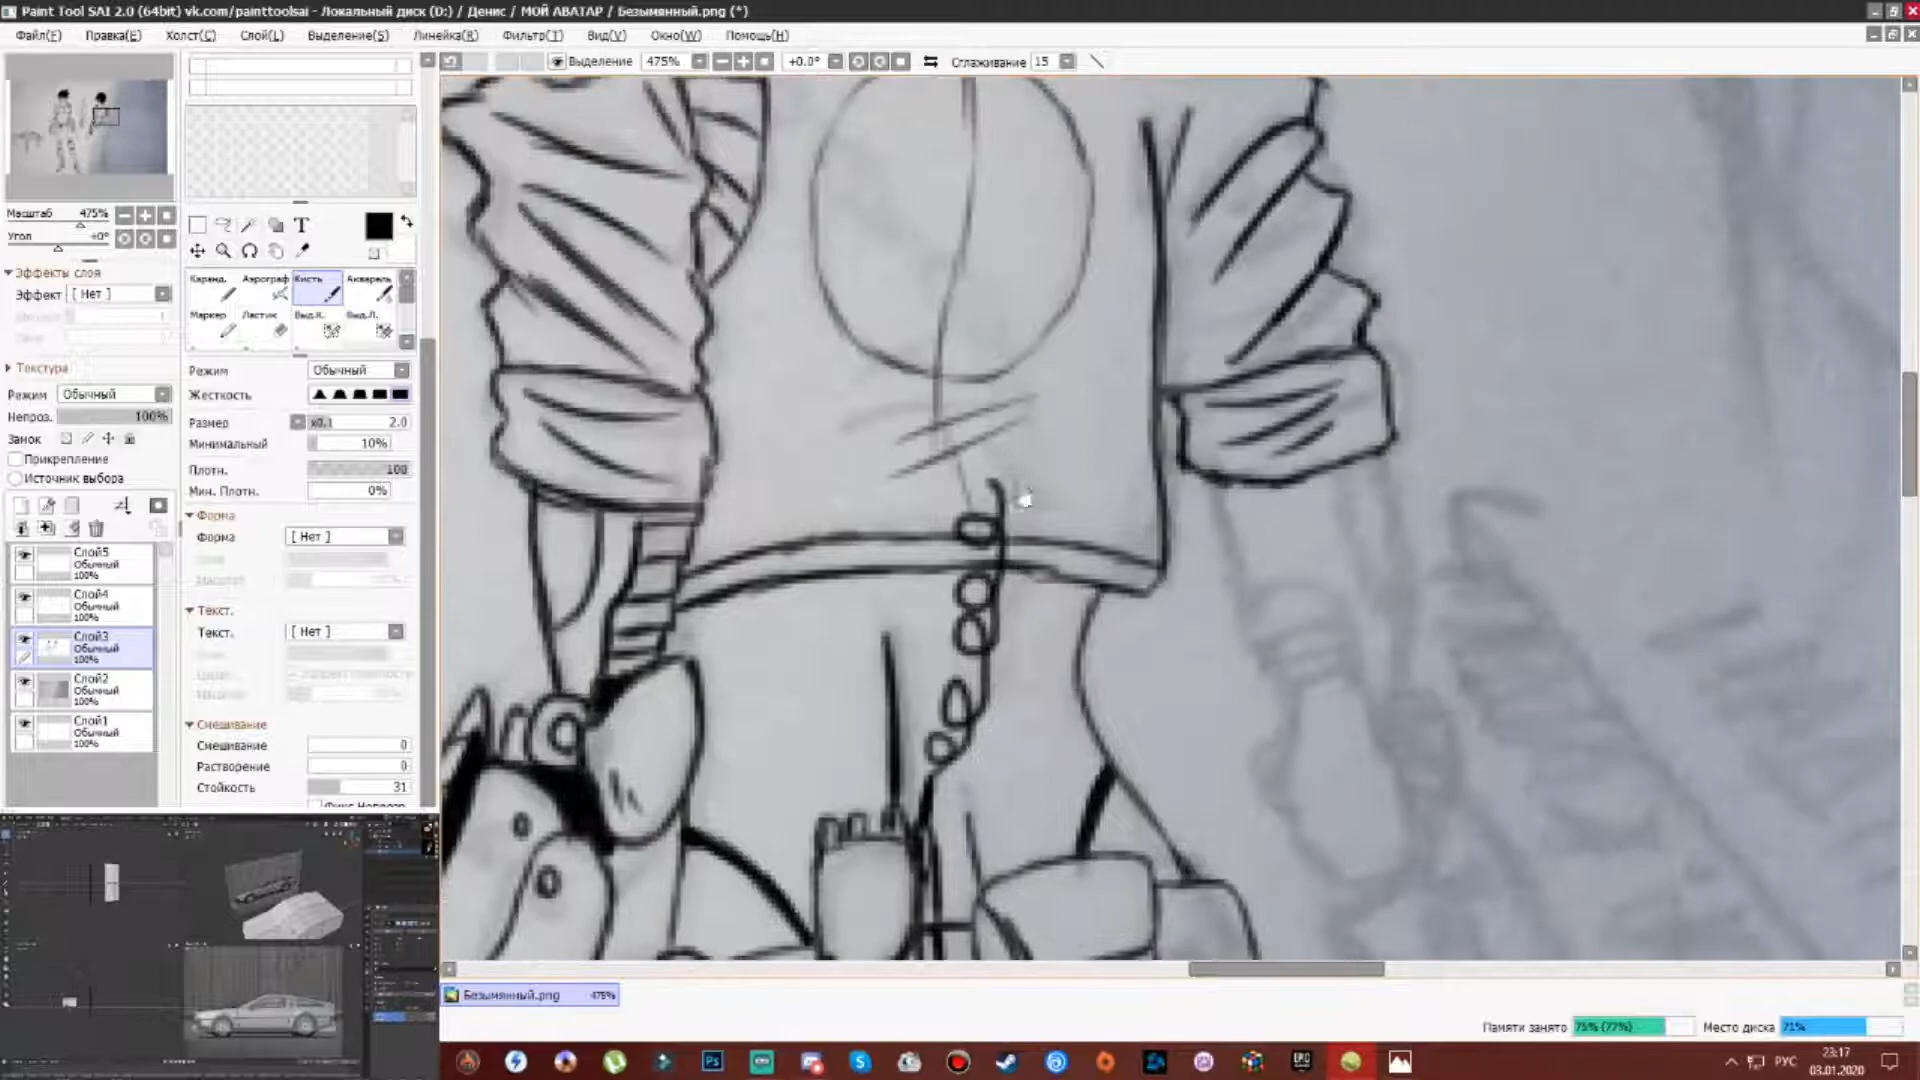 Paint Tool SAI 2.0 (64bit) vk.com/painttoolsai - Локальный диск (D:) / Денис / МОЙ АВАТАР / Безымянный.png (*)
Файл(F) Правка(E) Холст(C) Слой(L) Выделение(S) Линейка(R) Фильтр(T) Вид(V) Окно(W) Помощь(H)
Выделение 475% +0.0° Сглаживание 15
Масштаб 475%
Угол +0°
Эффекты слоя
Эффект [ Нет ]
Текстура
Режим Обычный
Непроз. 100%
Замок
Прикрепление
Источник выбора
Слой5
Обычный
100%
Слой4
Обычный
100%
Слой3
Обычный
100%
Слой2
Обычный
100%
Слой1
Обычный
100%
T
Каранд. Аэрограф Кисть Акварель
Маркер Ластик Выд.К. Выд.Л.
Режим Обычный
Жесткость
Размер x0.1 2.0
Минимальный 10%
Плотн. 100
Мин. Плотн. 0%
Форма
Форма [ Нет ]
Текст.
Текст. [ Нет ]
Смешивание
Смешивание 0
Растворение 0
Стойкость 31
Безымянный.png 475%
Памяти занято 75% (77%) Место диска 71%
Ps
EPIC
РУС
23:17
03.01.2020